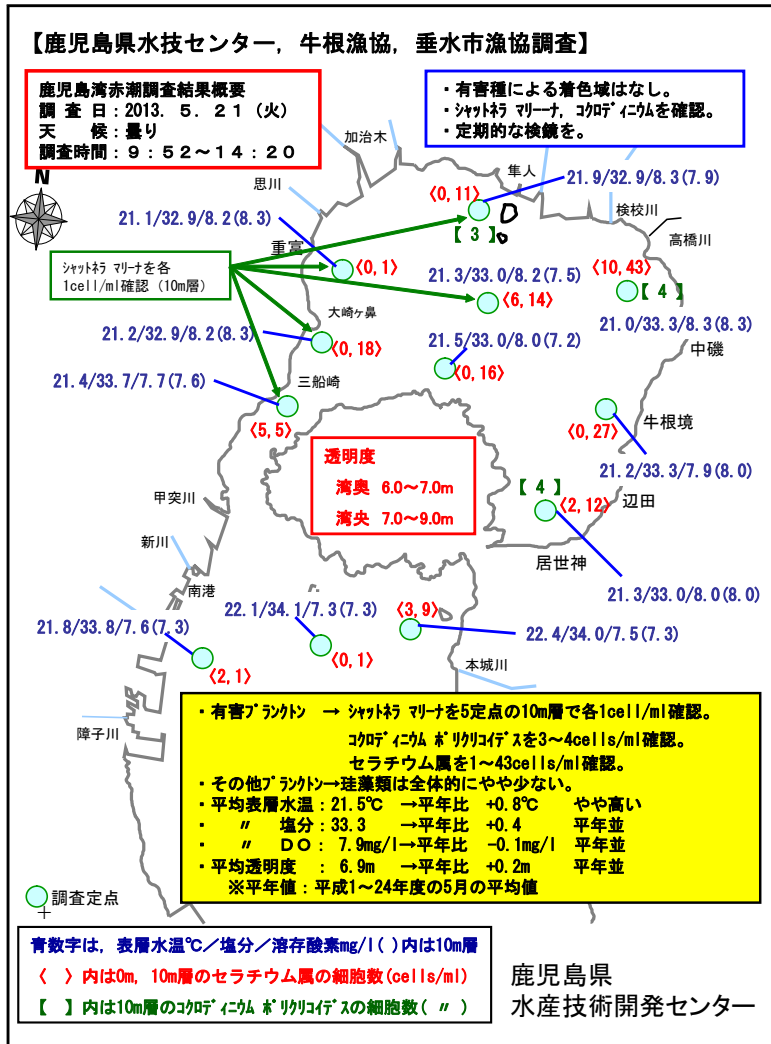 【鹿児島県水技センター，牛根漁協，垂水市漁協調査】
鹿児島湾赤潮調査結果概要
調 査 日：2013．5．21（火）
天　　候：曇り
調査時間：9：52～14：20
・有害種による着色域はなし。
・ｼｬｯﾄﾈﾗ ﾏﾘｰｰﾅ，ｺｸﾛﾃﾞｨﾆｳﾑを確認。
・定期的な検鏡を。
N
加治木
隼人
思川
検校川
高橋川
〈0, 11〉
21.9/32.9/8.3(7.9)
【 3 】
21.1/32.9/8.2(8.3)
重富
〈0, 1〉
ｼｬｯﾄﾈﾗ ﾏﾘｰﾅを各
1cell/ml確認（10m層）
21.3/33.0/8.2(7.5)
〈6, 14〉
〈10, 43〉
【 4 】
21.0/33.3/8.3(8.3)
大崎ヶ鼻
21.2/32.9/8.2(8.3)
〈0, 18〉
21.5/33.0/8.0(7.2)
〈0, 16〉
中磯
21.4/33.7/7.7(7.6)
三船崎
〈5, 5〉
牛根境
〈0, 27〉
21.2/33.3/7.9(8.0)
透明度
湾奥 6.0～7.0m
湾央 7.0～9.0m
【 4 】
〈2, 12〉
辺田
甲突川
新川
居世神
南港
21.3/33.0/8.0(8.0)
21.8/33.8/7.6(7.3)
〈2, 1〉
22.1/34.1/7.3(7.3)
〈0, 1〉
〈3, 9〉
22.4/34.0/7.5(7.3)
本城川
障子川
・有害ﾌﾟﾗﾝｸﾄﾝ → ｼｬｯﾄﾈﾗ ﾏﾘｰﾅを5定点の10m層で各1cell/ml確認。
ｺｸﾛﾃﾞｨﾆｳﾑ ﾎﾟﾘｸﾘｺｲﾃﾞｽを3～4cells/ml確認。
セラチウム属を1～43cells/ml確認。
・その他ﾌﾟﾗﾝｸﾄﾝ→珪藻類は全体的にやや少ない。
・平均表層水温：21.5℃ →平年比 +0.8℃ やや高い
・ 〃 塩分：33.3 →平年比 +0.4 平年並
・ 〃 ＤＯ： 7.9mg/l→平年比 -0.1mg/l 平年並
・平均透明度 ： 6.9m →平年比 +0.2m 平年並
※平年値：平成1～24年度の5月の平均値
調査定点
青数字は，表層水温℃／塩分／溶存酸素mg/l( )内は10m層
〈 〉内は0m，10m層のセラチウム属の細胞数(cells/ml)
【 】内は10m層のｺｸﾛﾃﾞｨﾆｳﾑ ﾎﾟﾘｸﾘｺｲﾃﾞｽの細胞数( 〃 )
鹿児島県
水産技術開発センター